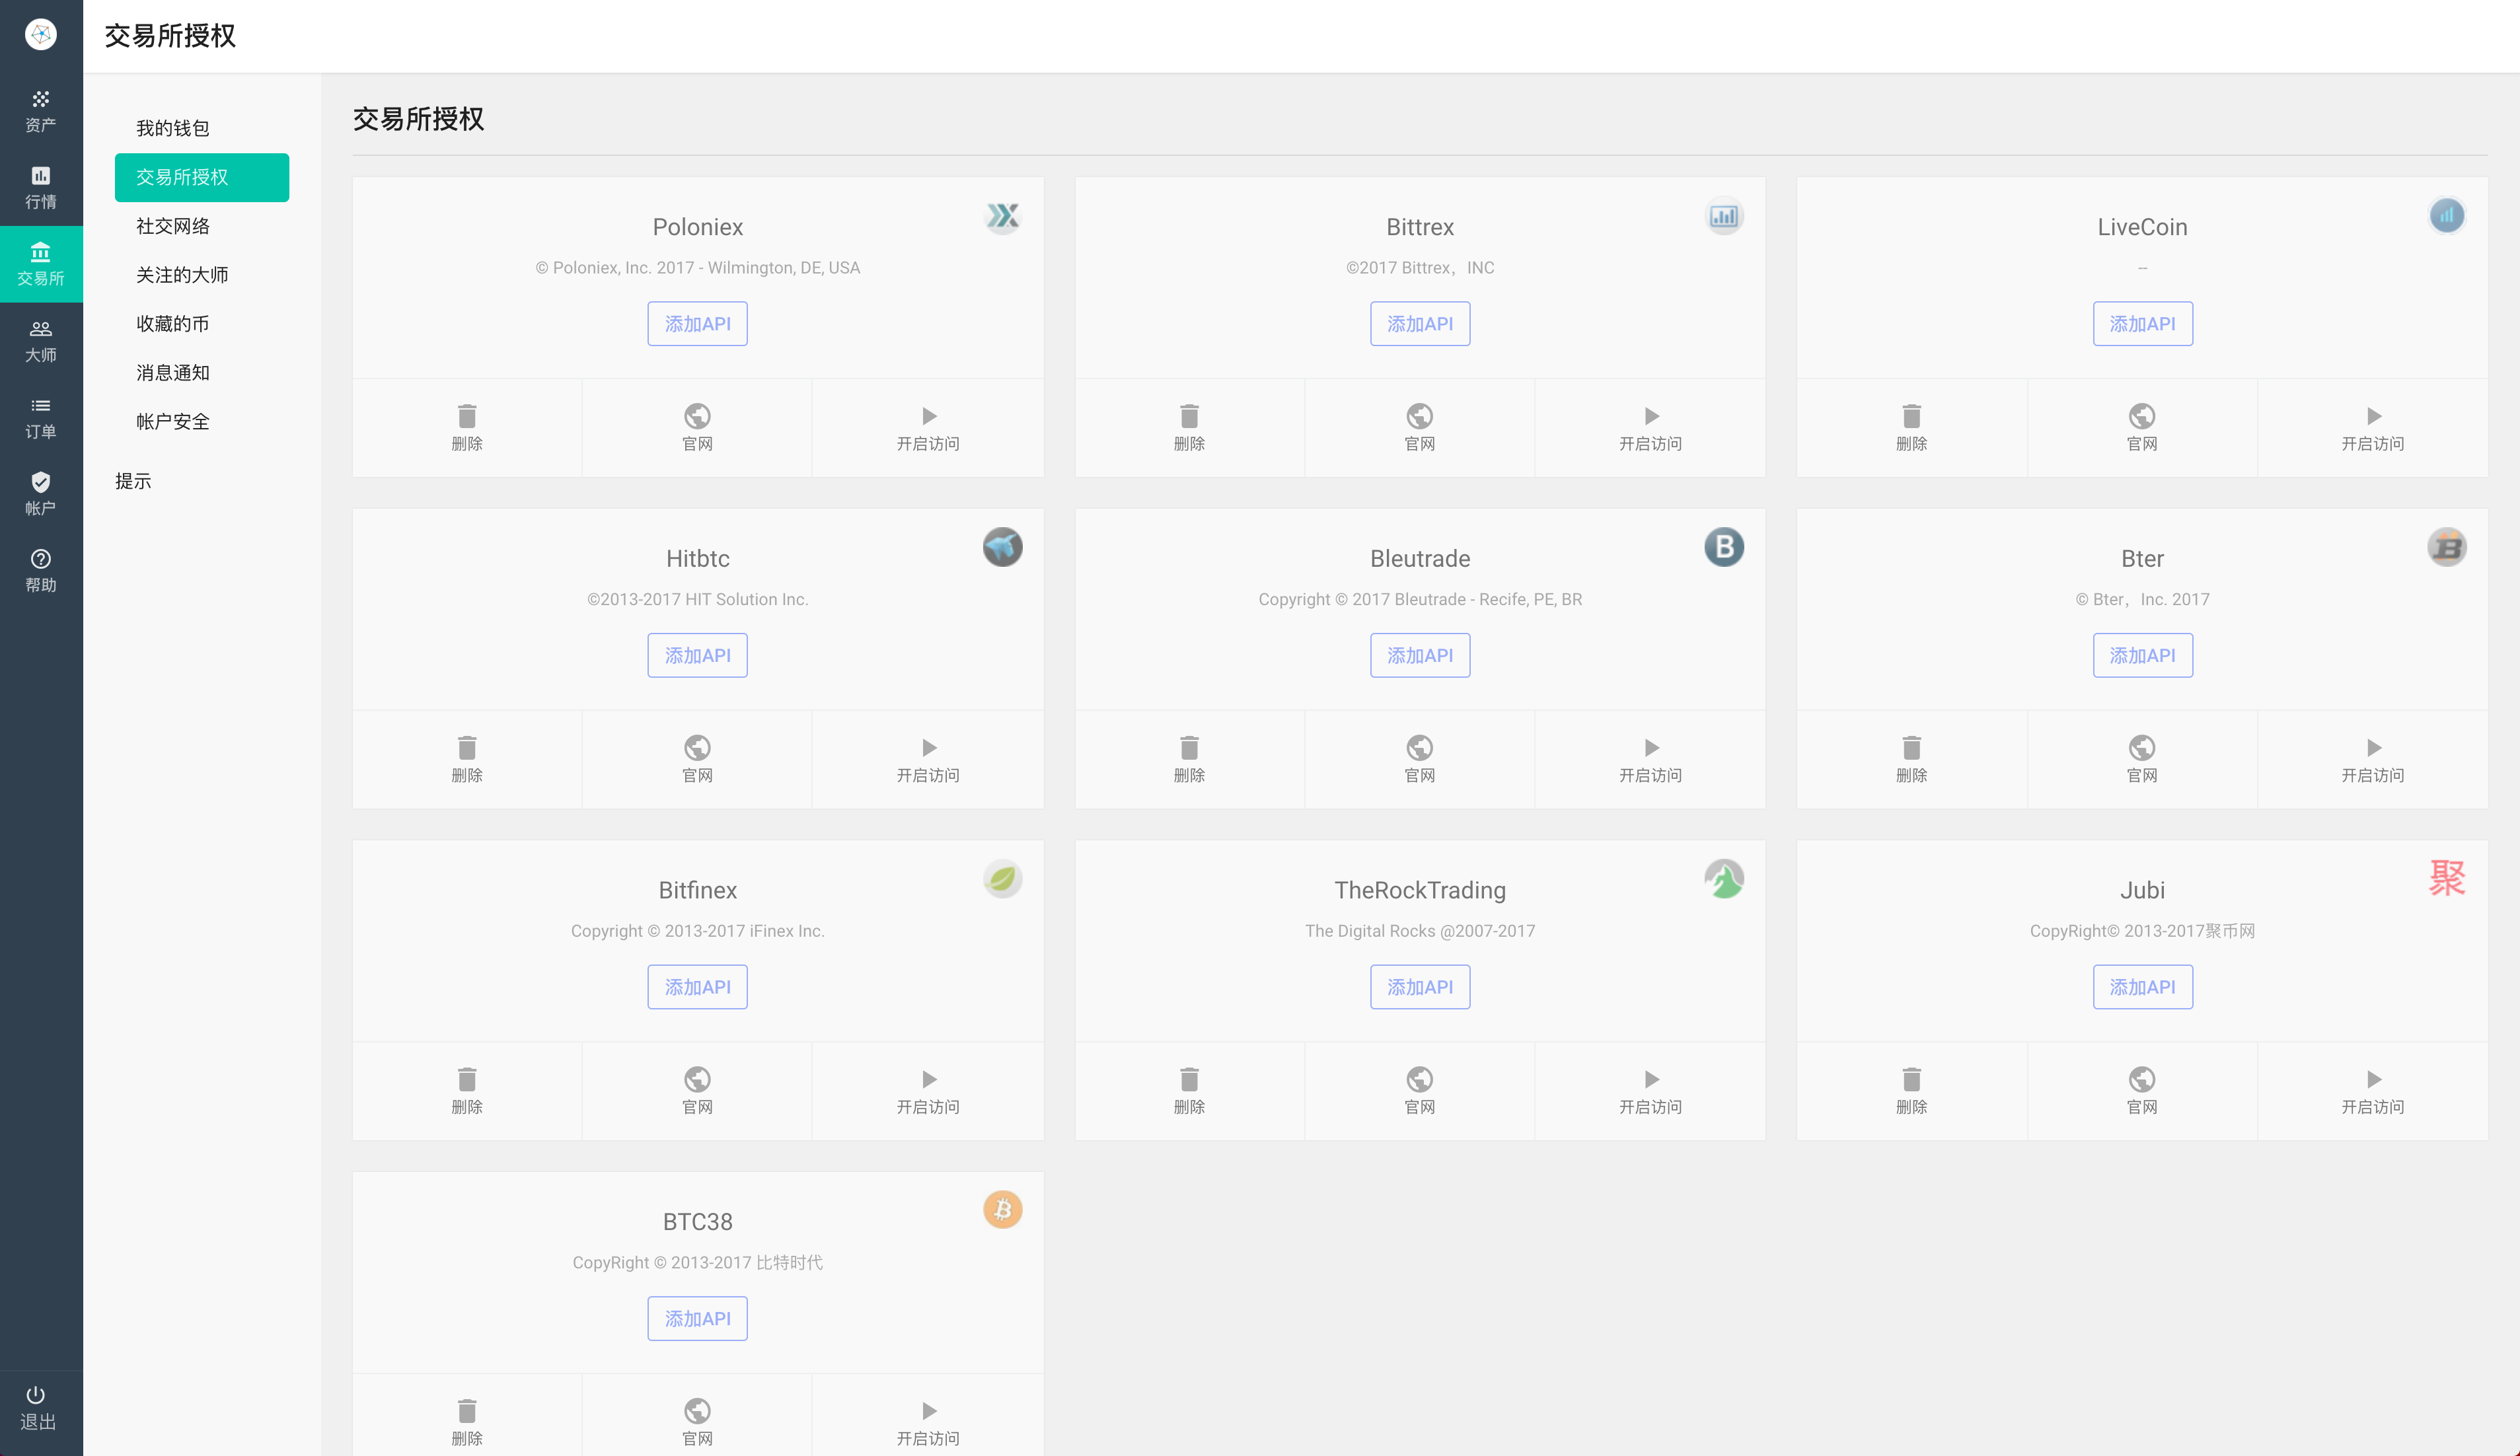 交易所授权
资产
行情
交易所
大师
订单
帐户
帮助
退出
我的钱包
交易所授权
社交网络
关注的大师
收藏的币
消息通知
帐户安全
提示
交易所授权
Poloniex
© Poloniex, Inc. 2017 - Wilmington, DE, USA
添加API
删除 官网 开启访问
Bittrex
©2017 Bittrex，INC
添加API
删除 官网 开启访问
LiveCoin
--
添加API
删除 官网 开启访问
Hitbtc
©2013-2017 HIT Solution Inc.
添加API
删除 官网 开启访问
Bleutrade
Copyright © 2017 Bleutrade - Recife, PE, BR
添加API
删除 官网 开启访问
B
Bter
© Bter，Inc. 2017
添加API
删除 官网 开启访问
Bitfinex
Copyright © 2013-2017 iFinex Inc.
添加API
删除 官网 开启访问
TheRockTrading
The Digital Rocks @2007-2017
添加API
删除 官网 开启访问
Jubi
聚
CopyRight© 2013-2017聚币网
添加API
删除 官网 开启访问
BTC38
CopyRight © 2013-2017 比特时代
添加API
删除 官网 开启访问